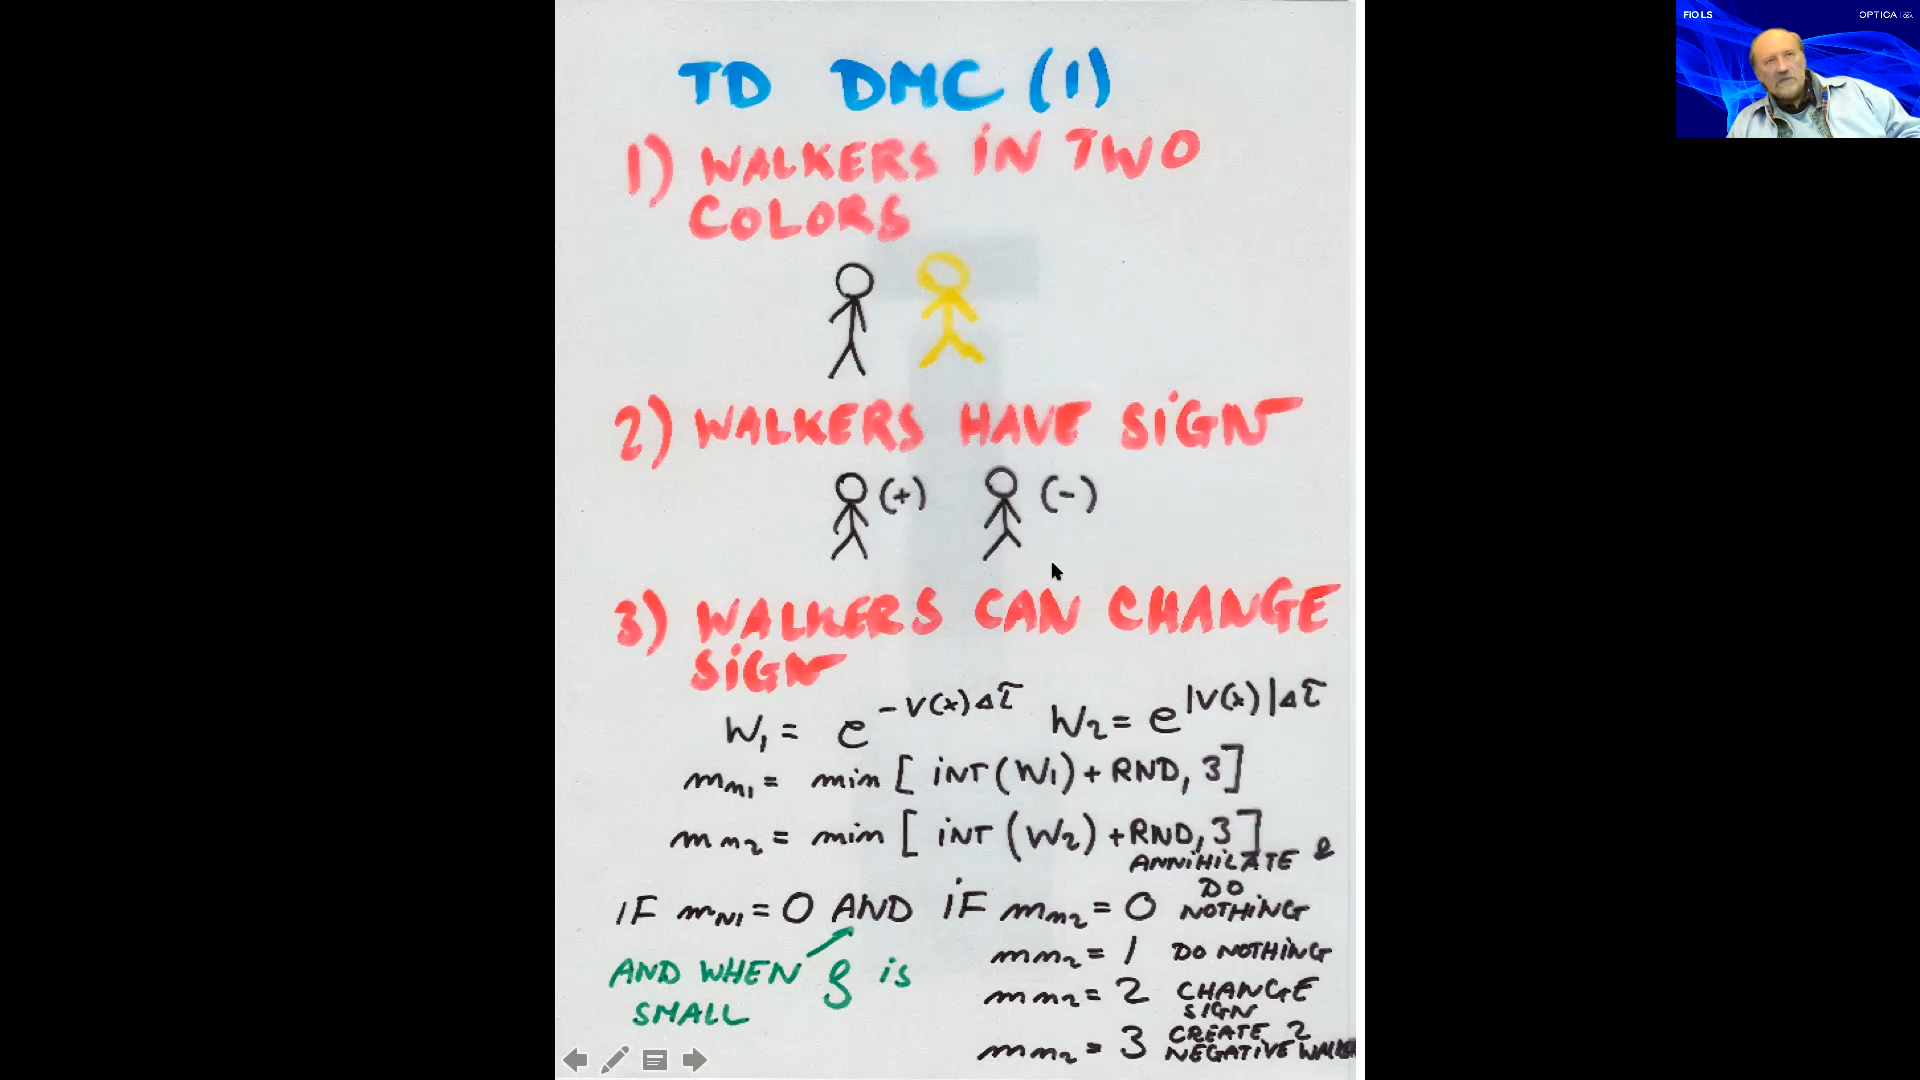 TD DMC (1)
1) WALKERS iN TWO
COLORS
2) WALKERS HAVE SiGN
(+) (-)
3) WALKERS CAN CHANGE
SiGN
W₁ = e^{-V(x)Δτ} W₂ = e^{|V(x)|Δτ}
m_{n1} = min [ iNT(W1) + RND, 3]
m_{n2} = min [ iNT (W2) + RND, 3]
ANNiHiLATE &
DO
IF m_{N1} = 0 AND iF m_{n2} = 0 NOTHiNG
m_{n2} = 1 DO NOTHiNG
AND WHEN ϱ is
SMALL
m_{n2} = 2 CHANGE
SiGN
m_{n2} = 3 CREATE 2
NEGATiVE
FIO LS
OPTICA